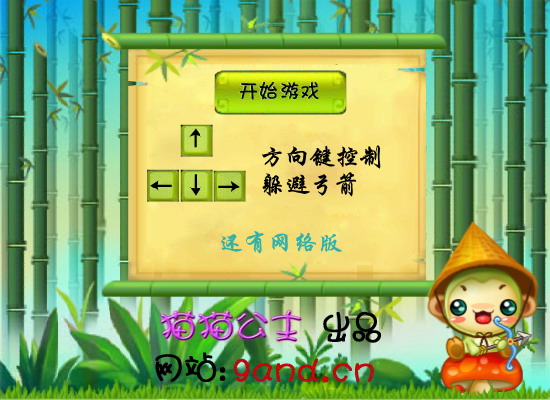 开始游戏
↑
← ↓ →
方向键控制
躲避弓箭
还有网络版
猫猫公士 出品
网站:9and.cn